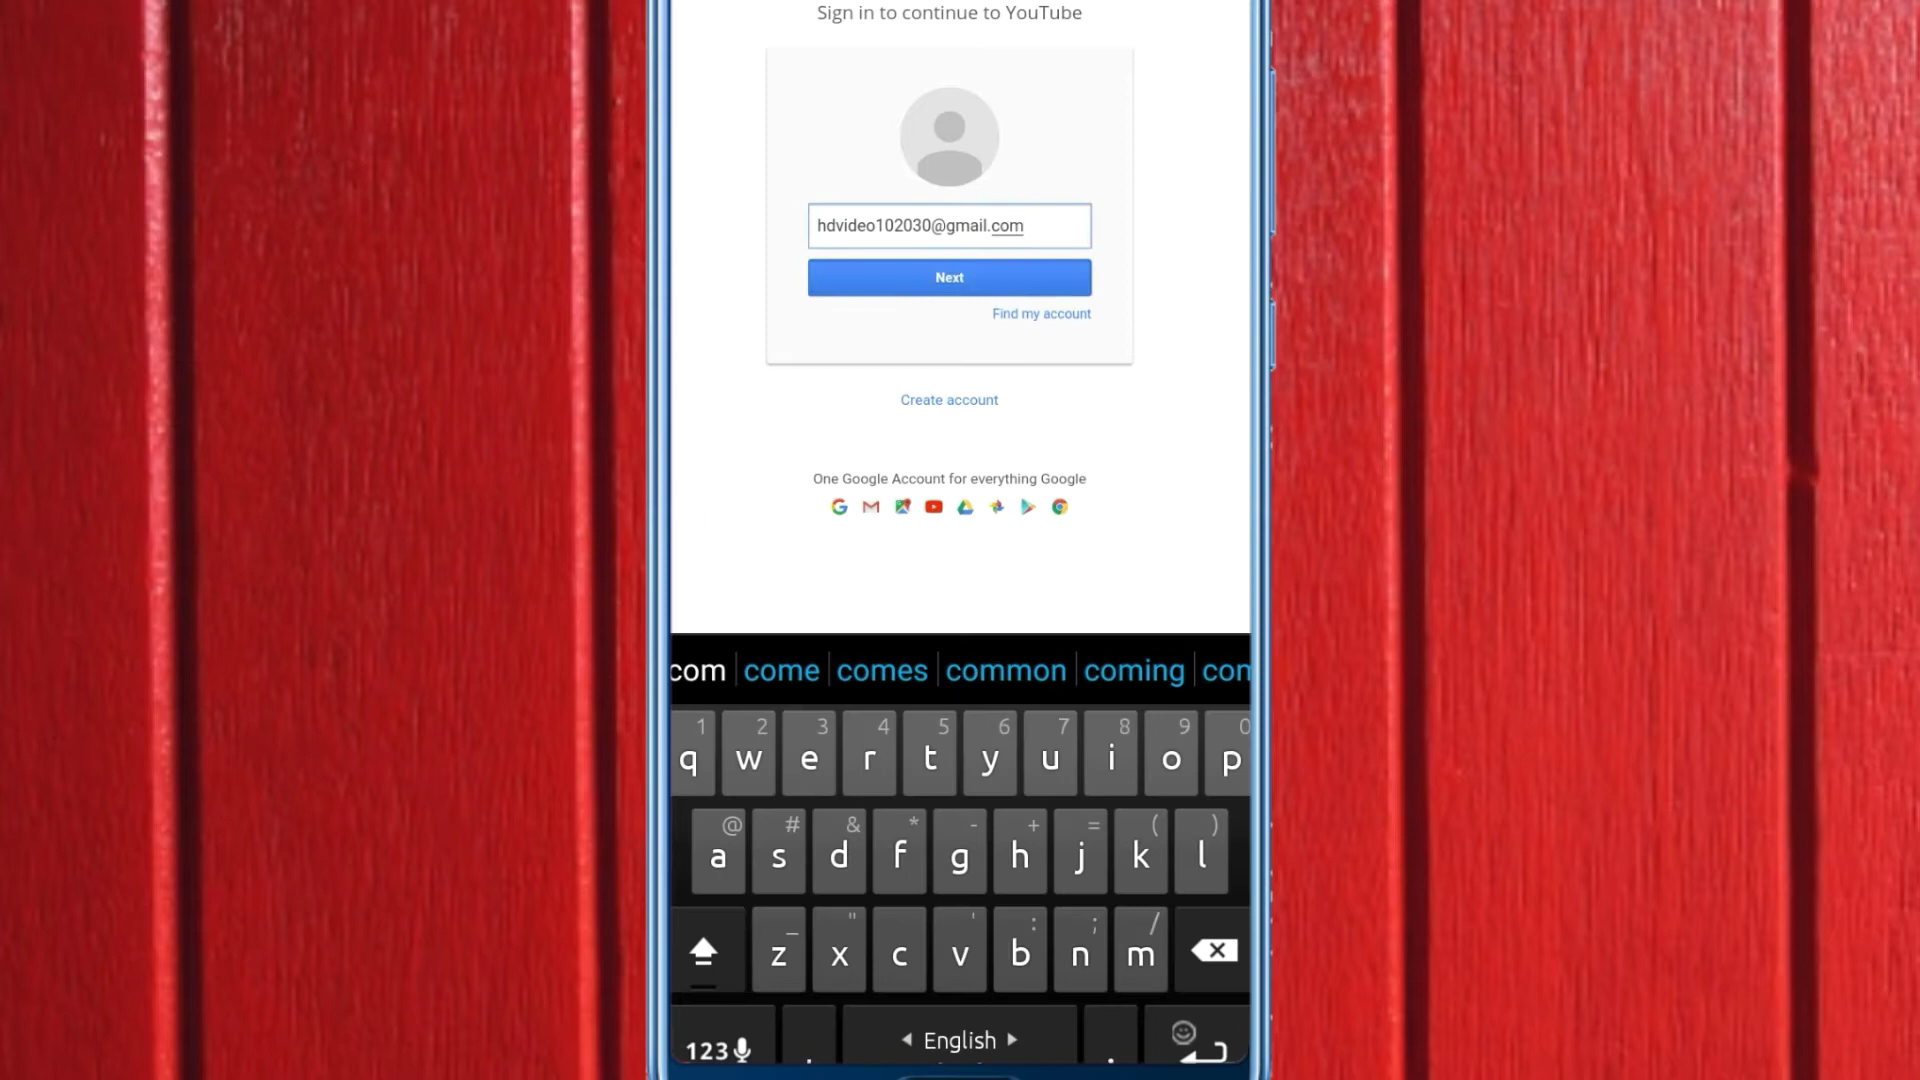 Sign in to continue to YouTube
hdvideo102030@gmail.com
Next
Find my account
Create account
One Google Account for everything Google
com come comes common coming
1 2 3 4 5 6 7 8 9 0
q w e r t y u i o p
@ # & * - + = ( )
a s d f g h j k l
_ " ' : ; /
z x c v b n m
English
123 , .